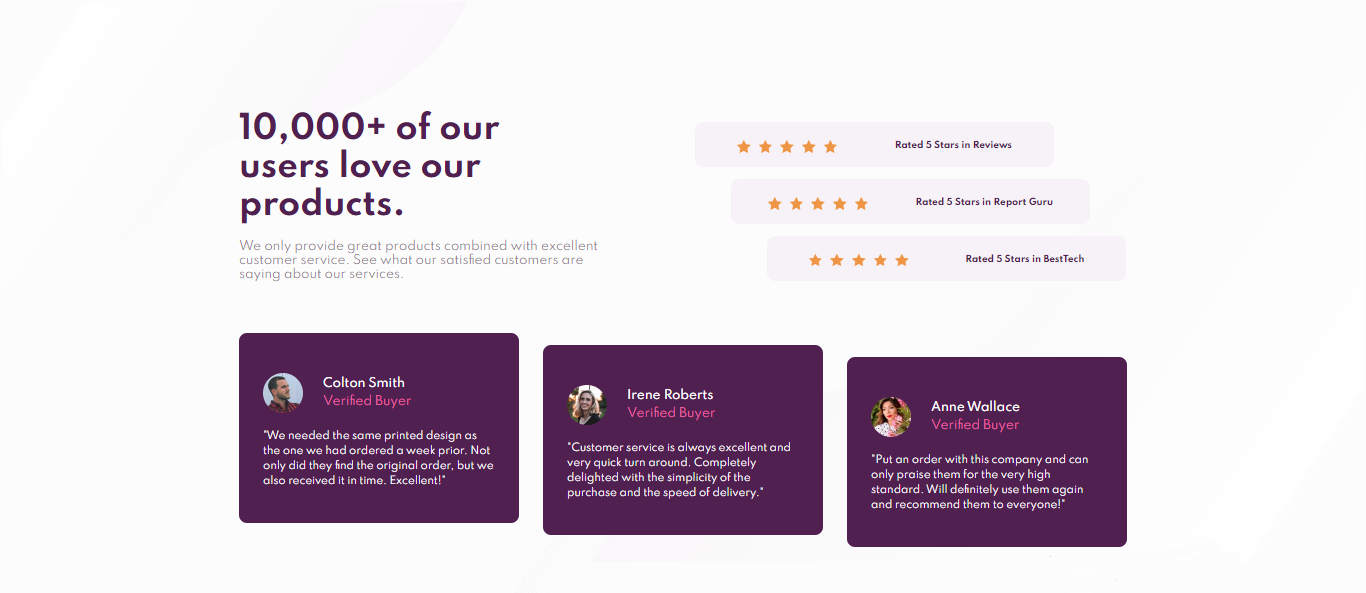 10,000+ of our
users love our
products.
We only provide great products combined with excellent
customer service. See what our satisfied customers are
saying about our services.
Rated 5 Stars in Reviews
Rated 5 Stars in Report Guru
Rated 5 Stars in BestTech
Colton Smith
Verified Buyer
"We needed the same printed design as
the one we had ordered a week prior. Not
only did they find the original order, but we
also received it in time. Excellent!"
Irene Roberts
Verified Buyer
"Customer service is always excellent and
very quick turn around. Completely
delighted with the simplicity of the
purchase and the speed of delivery."
Anne Wallace
Verified Buyer
"Put an order with this company and can
only praise them for the very high
standard. Will definitely use them again
and recommend them to everyone!"